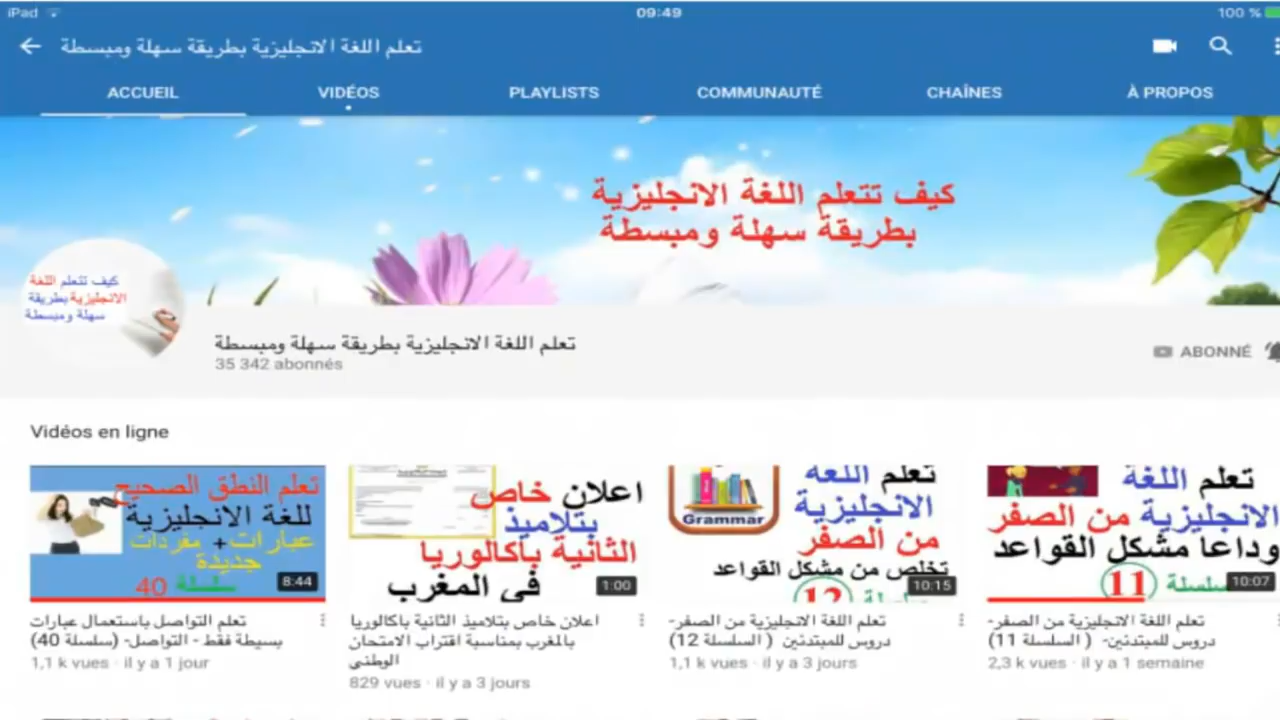 iPad
09:49
100 %
تعلم اللغة الانجليزية بطريقة سهلة ومبسطة
ACCUEIL
VIDÉOS
PLAYLISTS
COMMUNAUTÉ
CHAÎNES
À PROPOS
كيف تتعلم اللغة الانجليزية
بطريقة سهلة ومبسطة
كيف تتعلم اللغة
الانجليزية بطريقة
سهلة ومبسطة
تعلم اللغة الانجليزية بطريقة سهلة ومبسطة
35 342 abonnés
ABONNÉ
Vidéos en ligne
تعلم النطق الصحيح
للغة الانجليزية
عبارات+ مفردات
جديدة
سلسلة 40
8:44
تعلم التواصل باستعمال عبارات
بسيطة فقط - التواصل- (سلسلة 40)
1,1 k vues · il y a 1 jour
اعلان خاص
بتلاميذ
الثانية باكالوريا
في المغرب
1:00
اعلان خاص بتلاميذ الثانية باكالوريا
بالمغرب بمناسبة اقتراب الامتحان
الوطني
829 vues · il y a 3 jours
Grammar
تعلم اللغة
الانجليزية
من الصفر
تخلص من مشكل القواعد
سلسلة 12
10:15
تعلم اللغة الانجليزية من الصفر-
دروس للمبتدئين ( السلسلة 12)
1,1 k vues · il y a 3 jours
تعلم اللغة
الانجليزية من الصفر
وداعا مشكل القواعد
سلسلة 11
10:07
تعلم اللغة الانجليزية من الصفر-
دروس للمبتدئين- ( السلسلة 11)
2,3 k vues · il y a 1 semaine